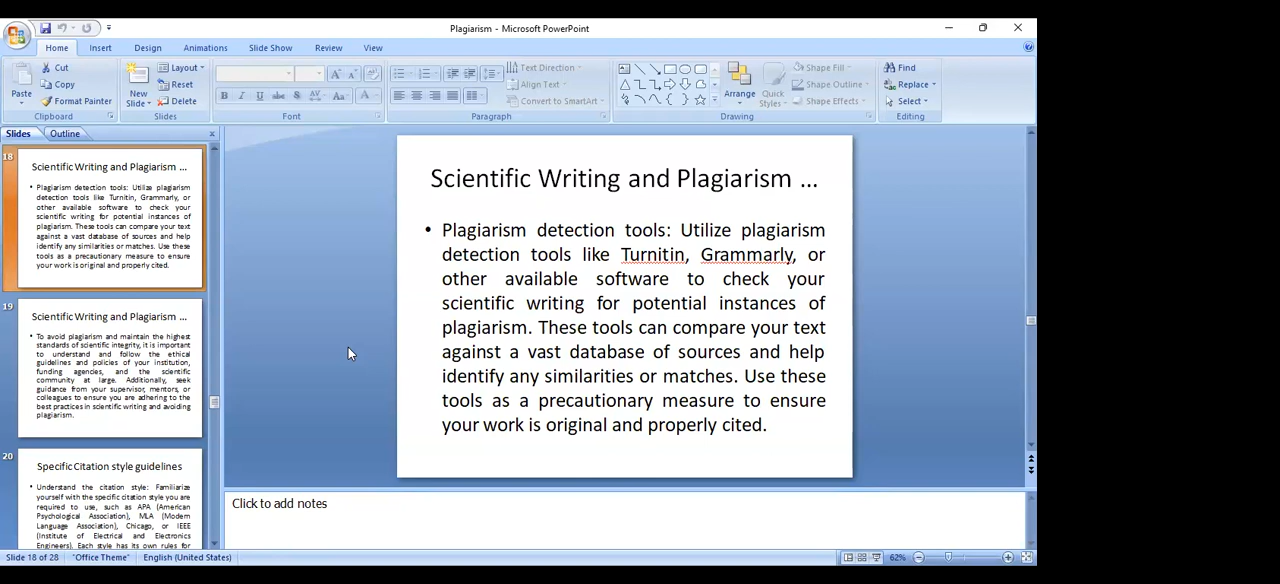 Plagiarism - Microsoft PowerPoint
Home Insert Design Animations Slide Show Review View
Paste
Cut
Copy
Format Painter
Clipboard
New
Slide
Layout
Reset
Delete
Slides
B I U abc S AV Aa A
Font
Text Direction
Align Text
Convert to SmartArt
Paragraph
Arrange
Quick
Styles
Shape Fill
Shape Outline
Shape Effects
Drawing
Find
Replace
Select
Editing
Slides Outline
18
Scientific Writing and Plagiarism ...
• Plagiarism detection tools: Utilize plagiarism
detection tools like Turnitin, Grammarly, or
other available software to check your
scientific writing for potential instances of
plagiarism. These tools can compare your text
against a vast database of sources and help
identify any similarities or matches. Use these
tools as a precautionary measure to ensure
your work is original and properly cited.
19
Scientific Writing and Plagiarism ...
• To avoid plagiarism and maintain the highest
standards of scientific integrity, it is important
to understand and follow the ethical
guidelines and policies of your institution,
funding agencies, and the scientific
community at large. Additionally, seek
guidance from your supervisor, mentors, or
colleagues to ensure you are adhering to the
best practices in scientific writing and avoiding
plagiarism.
20
Specific Citation style guidelines
• Understand the citation style: Familiarize
yourself with the specific citation style you are
required to use, such as APA (American
Psychological Association), MLA (Modern
Language Association), Chicago, or IEEE
(Institute of Electrical and Electronics
Engineers). Each style has its own rules for
Scientific Writing and Plagiarism ...
• Plagiarism detection tools: Utilize plagiarism
detection tools like Turnitin, Grammarly, or
other available software to check your
scientific writing for potential instances of
plagiarism. These tools can compare your text
against a vast database of sources and help
identify any similarities or matches. Use these
tools as a precautionary measure to ensure
your work is original and properly cited.
Click to add notes
Slide 18 of 28 "Office Theme" English (United States) 62%